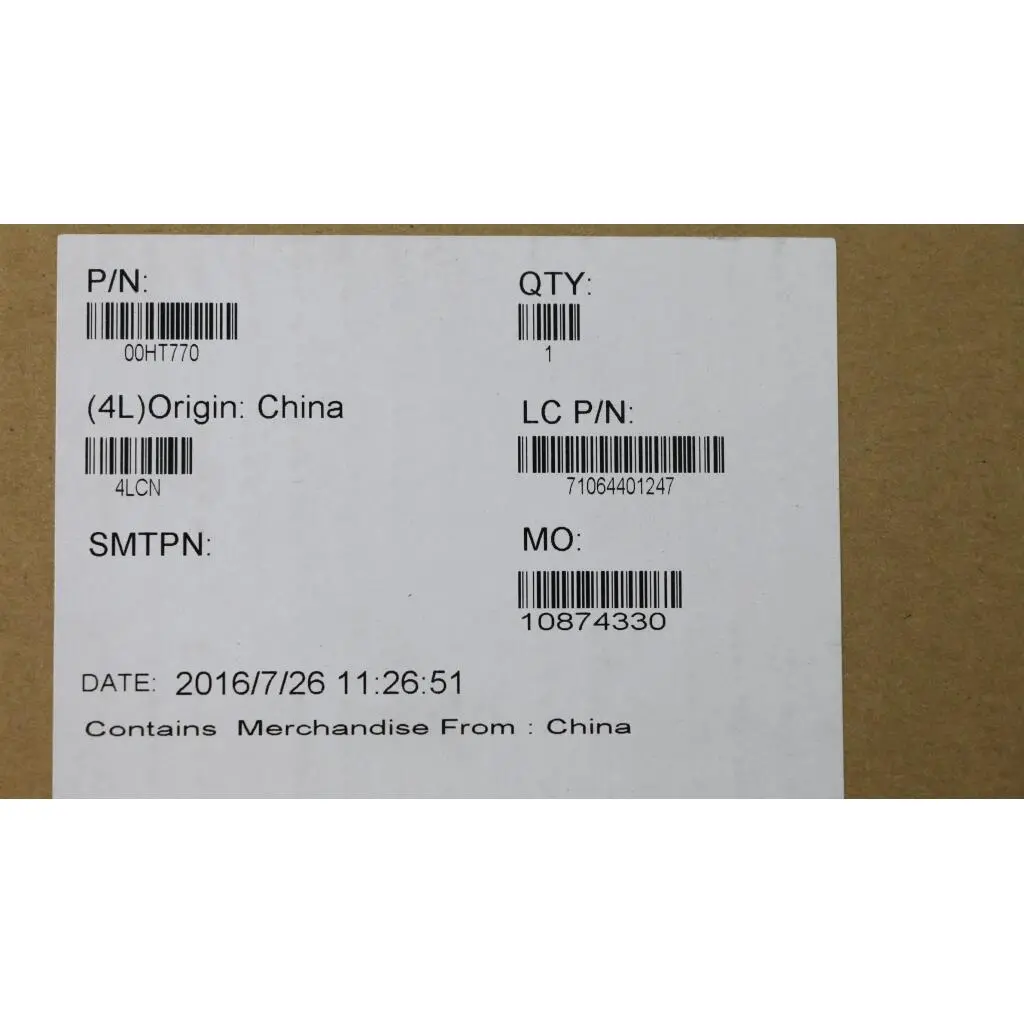 P/N:
00HT770
QTY:
1
(4L)Origin: China
4LCN
LC P/N:
71064401247
SMTPN:
MO:
10874330
DATE: 2016/7/26 11:26:51
Contains Merchandise From : China